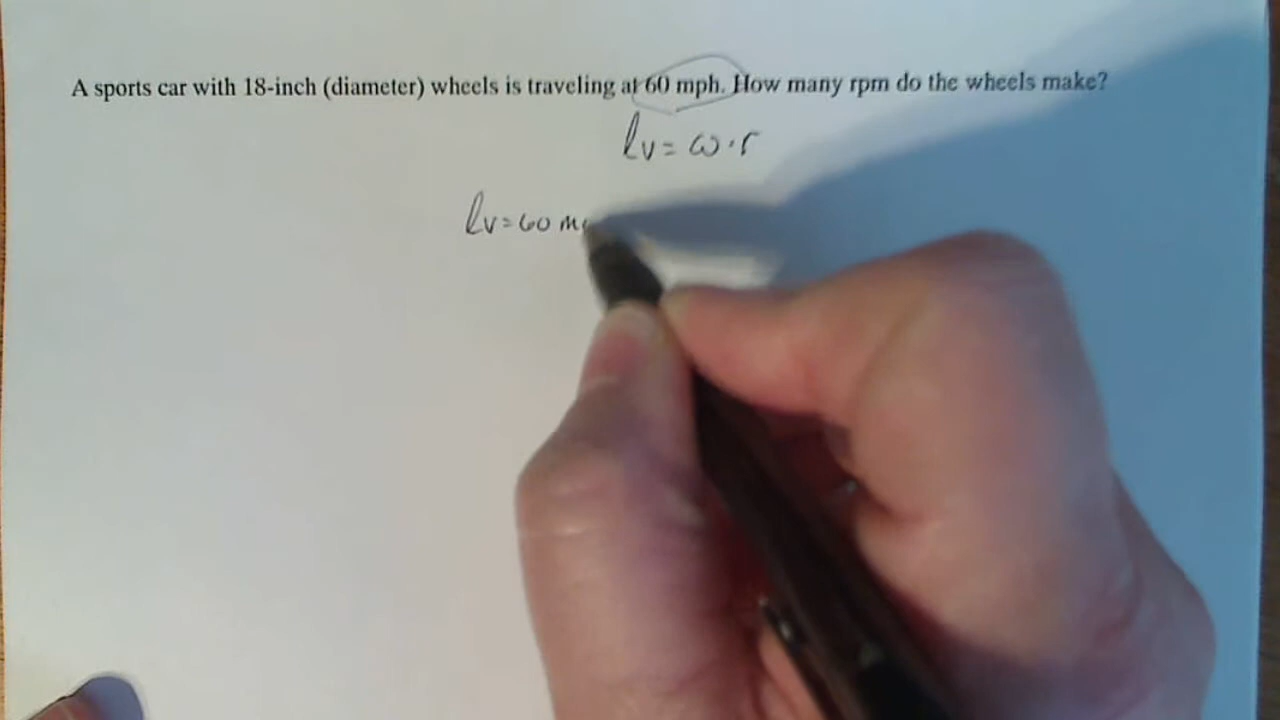 A sports car with 18-inch (diameter) wheels is traveling at 60 mph. How many rpm do the wheels make?
lv = ω · r
lv = 60